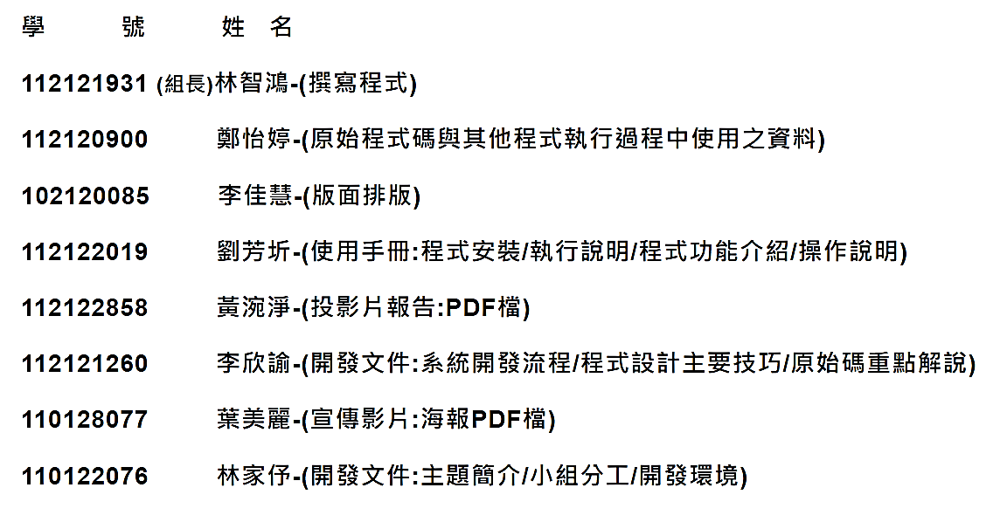 學 號 姓 名
112121931 (組長)林智鴻-(撰寫程式)
112120900 鄭怡婷-(原始程式碼與其他程式執行過程中使用之資料)
102120085 李佳慧-(版面排版)
112122019 劉芳圻-(使用手冊:程式安裝/執行說明/程式功能介紹/操作說明)
112122858 黃涴淨-(投影片報告:PDF檔)
112121260 李欣諭-(開發文件:系統開發流程/程式設計主要技巧/原始碼重點解說)
110128077 葉美麗-(宣傳影片:海報PDF檔)
110122076 林家伃-(開發文件:主題簡介/小組分工/開發環境)